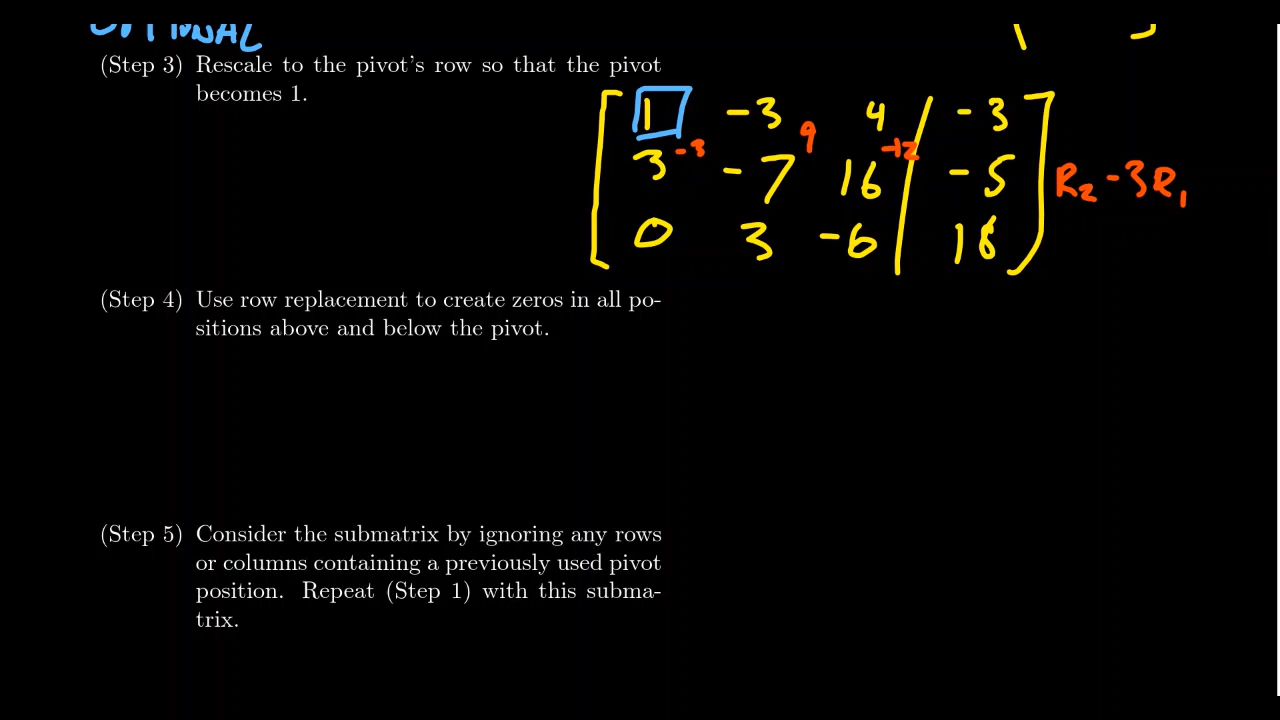 OPTIONAL
(Step 3) Rescale to the pivot's row so that the pivot
becomes 1.
1 -3 4 | -3
3 -3 -7 9 16 -12 | -5 R₂ - 3R₁
0 3 -6 | 18
(Step 4) Use row replacement to create zeros in all po-
sitions above and below the pivot.
(Step 5) Consider the submatrix by ignoring any rows
or columns containing a previously used pivot
position. Repeat (Step 1) with this subma-
trix.